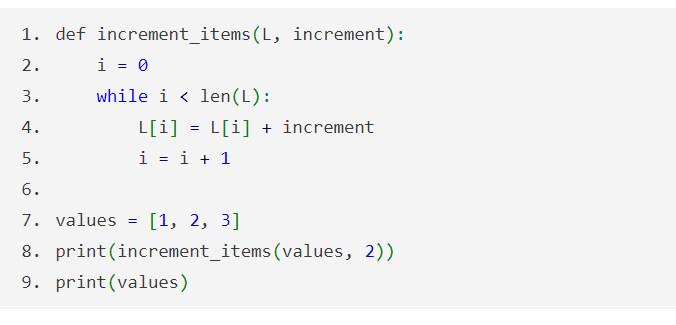 1. def increment_items(L, increment):
2.     i = 0
3.     while i < len(L):
4.         L[i] = L[i] + increment
5.         i = i + 1
6.
7. values = [1, 2, 3]
8. print(increment_items(values, 2))
9. print(values)